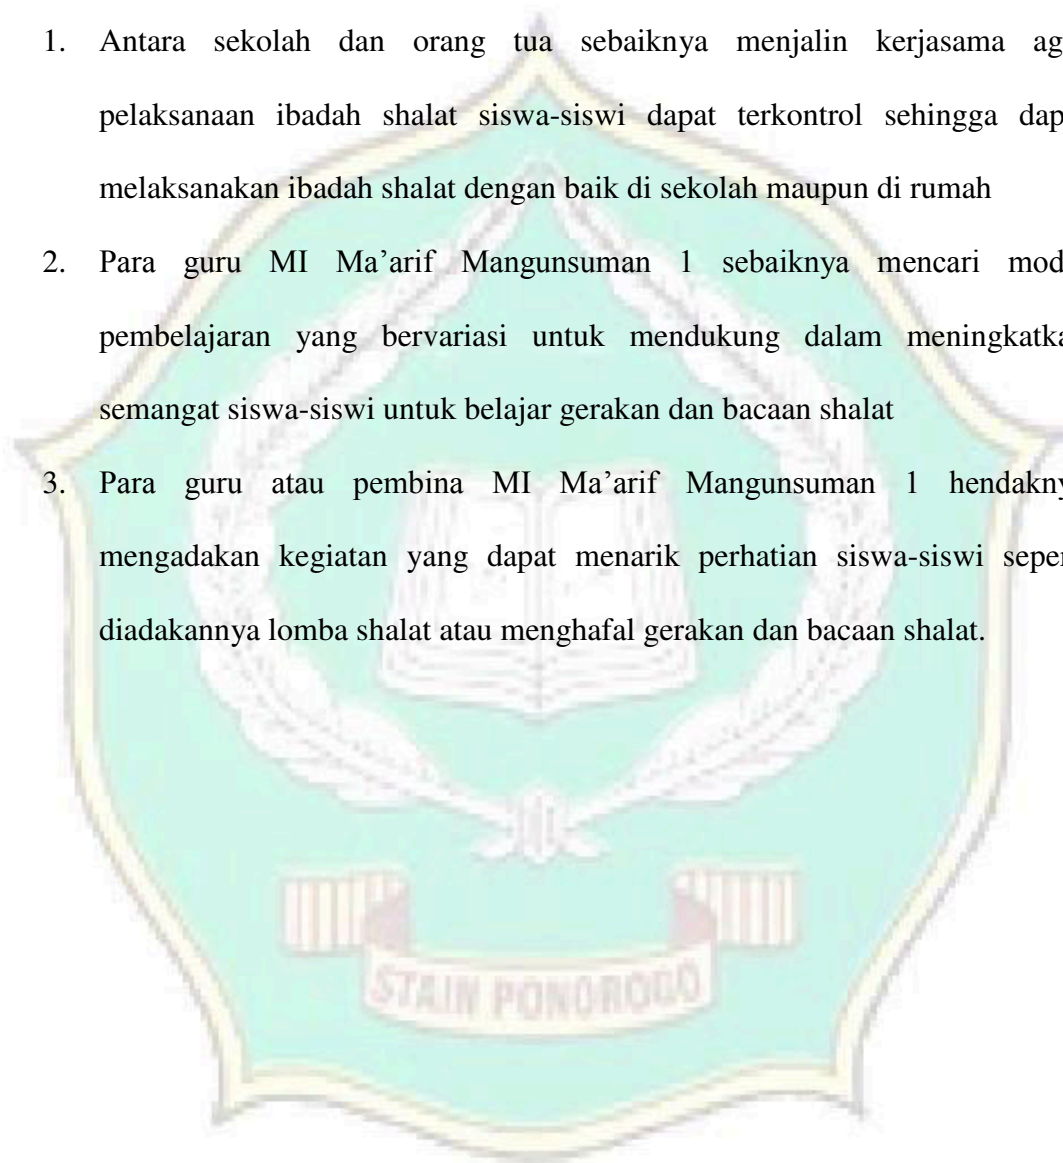 1. Antara sekolah dan orang tua sebaiknya menjalin kerjasama
pelaksanaan ibadah shalat siswa-siswi dapat terkontrol sehingga
melaksanakan ibadah shalat dengan baik di sekolah maupun di rumah
2. Para guru MI Ma’arif Mangunsuman 1 sebaiknya mencari
pembelajaran yang bervariasi untuk mendukung dalam
semangat siswa-siswi untuk belajar gerakan dan bacaan shalat
3. Para guru atau pembina MI Ma’arif Mangunsuman 1
mengadakan kegiatan yang dapat menarik perhatian siswa-siswi
diadakannya lomba shalat atau menghafal gerakan dan bacaan shalat.
STAIN PONOROGO